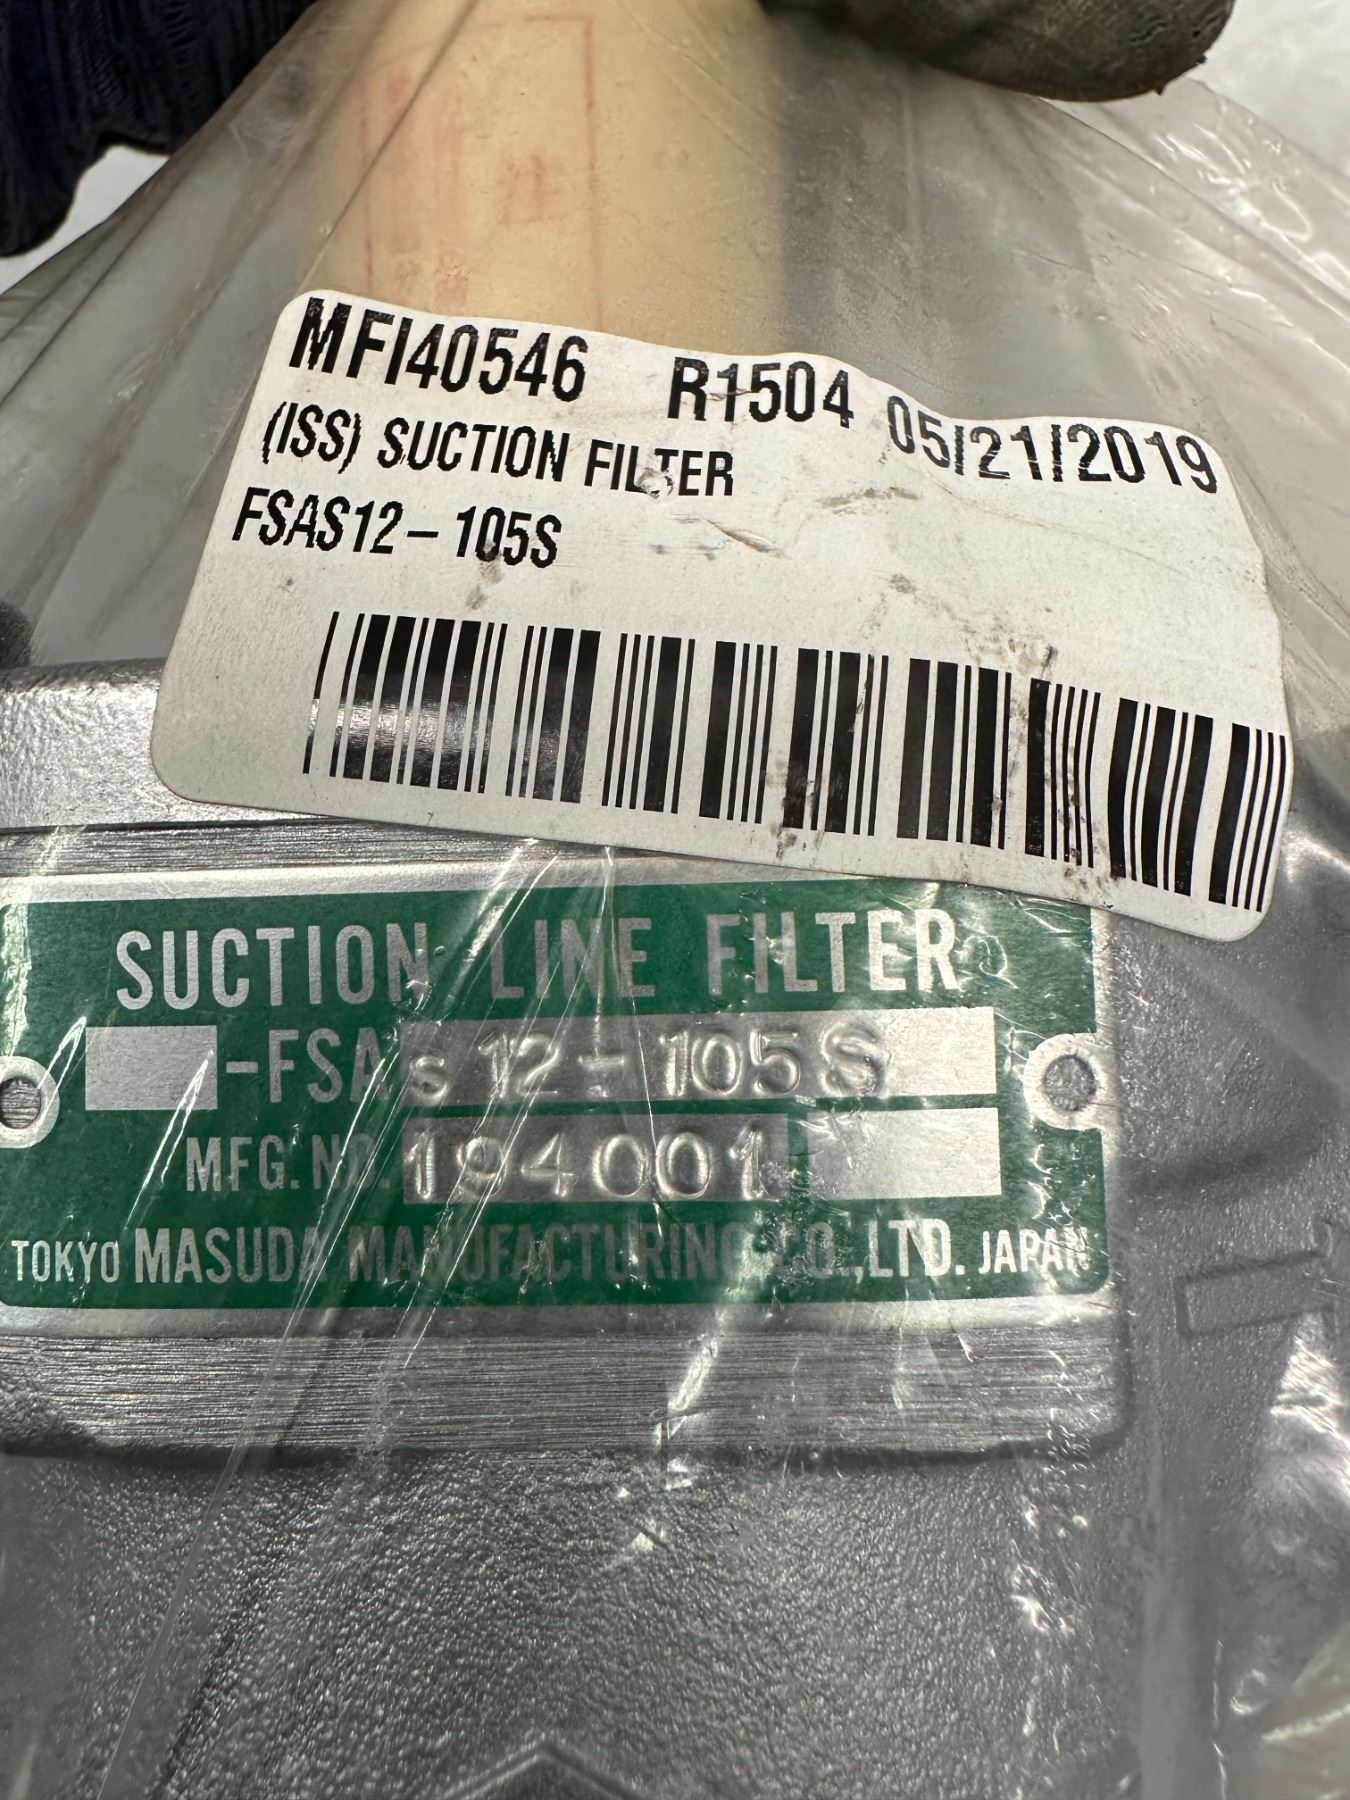 MFI40546 R1504 05/21/2019
(ISS) SUCTION FILTER
FSAS12-105S
SUCTION LINE FILTER
-FSA s 12-105S
MFG. NO. 194001
TOKYO MASUDA MANUFACTURING CO.,LTD. JAPAN